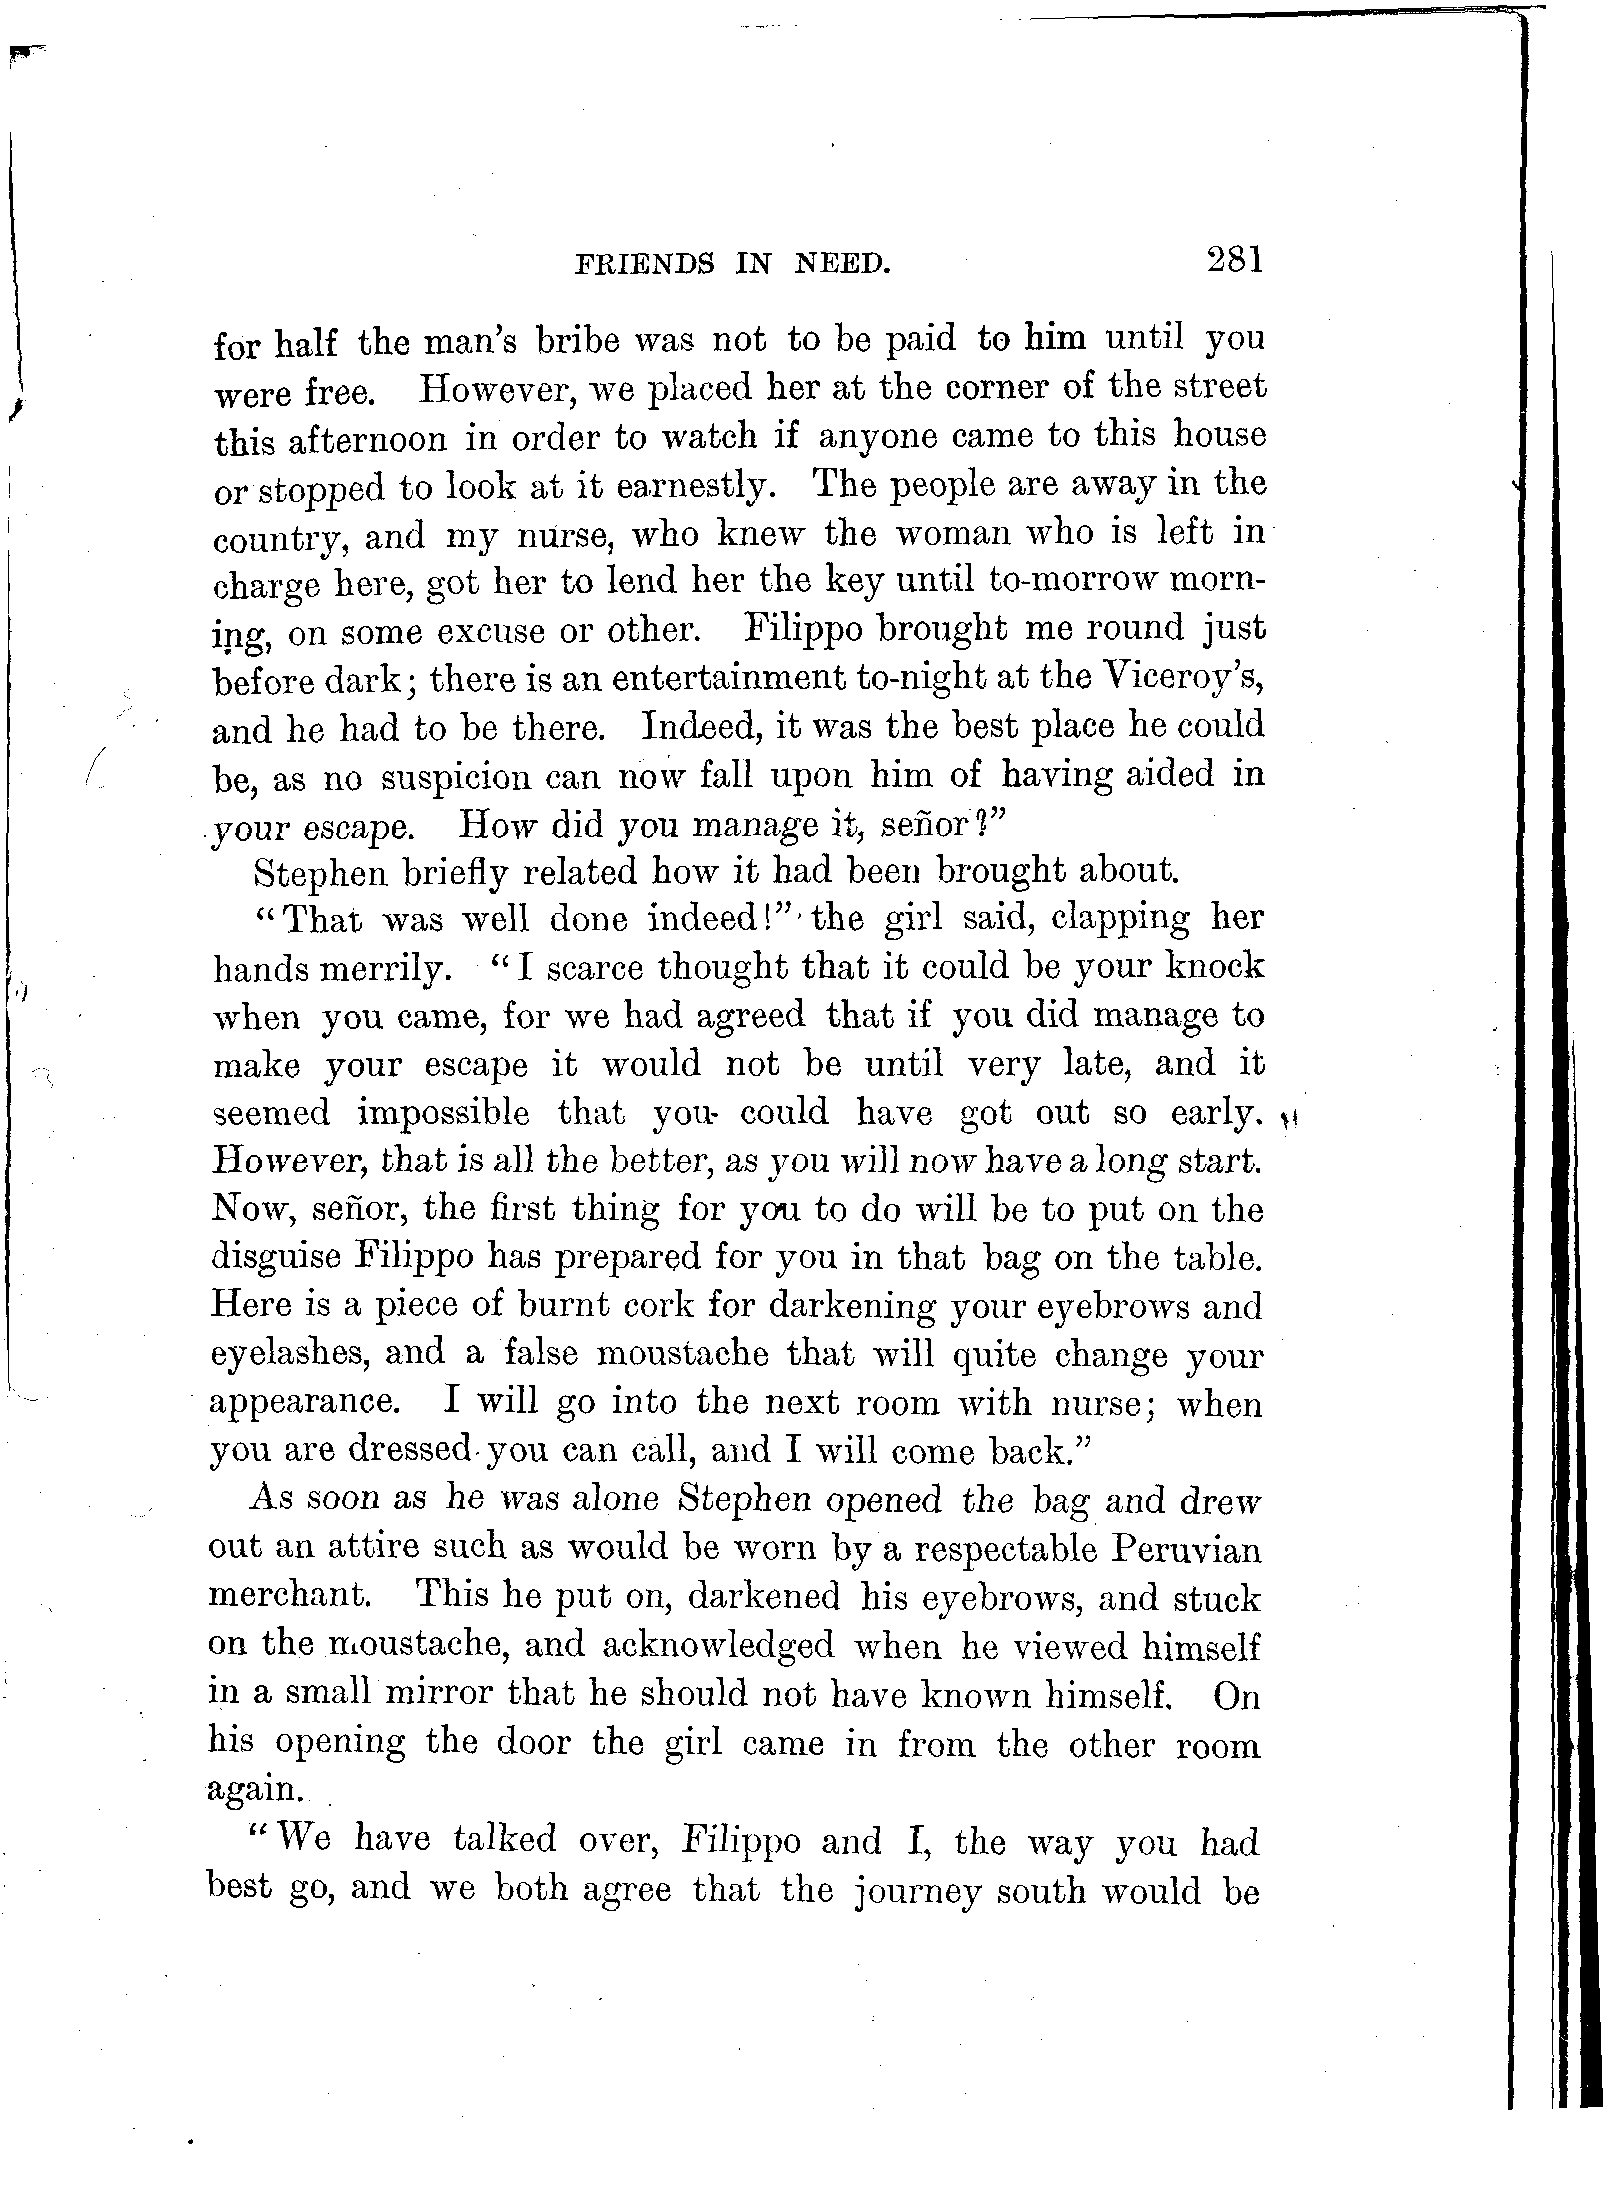 FRIENDS IN NEED. 281
for half the man's bribe was not to be paid to him until you
were free. However, we placed her at the corner of the street
this afternoon in order to watch if anyone came to this house
or stopped to look at it earnestly. The people are away in the
country, and my nurse, who knew the woman who is left in
charge here, got her to lend her the key until to-morrow morn-
ing, on some excuse or other. Filippo brought me round just
before dark; there is an entertainment to-night at the Viceroy's,
and he had to be there. Indeed, it was the best place he could
be, as no suspicion can now fall upon him of having aided in
your escape. How did you manage it, señor?"
Stephen briefly related how it had been brought about.
"That was well done indeed!" the girl said, clapping her
hands merrily. "I scarce thought that it could be your knock
when you came, for we had agreed that if you did manage to
make your escape it would not be until very late, and it
seemed impossible that you could have got out so early.
However, that is all the better, as you will now have a long start.
Now, señor, the first thing for you to do will be to put on the
disguise Filippo has prepared for you in that bag on the table.
Here is a piece of burnt cork for darkening your eyebrows and
eyelashes, and a false moustache that will quite change your
appearance. I will go into the next room with nurse; when
you are dressed you can call, and I will come back."
As soon as he was alone Stephen opened the bag and drew
out an attire such as would be worn by a respectable Peruvian
merchant. This he put on, darkened his eyebrows, and stuck
on the moustache, and acknowledged when he viewed himself
in a small mirror that he should not have known himself. On
his opening the door the girl came in from the other room
again.
"We have talked over, Filippo and I, the way you had
best go, and we both agree that the journey south would be